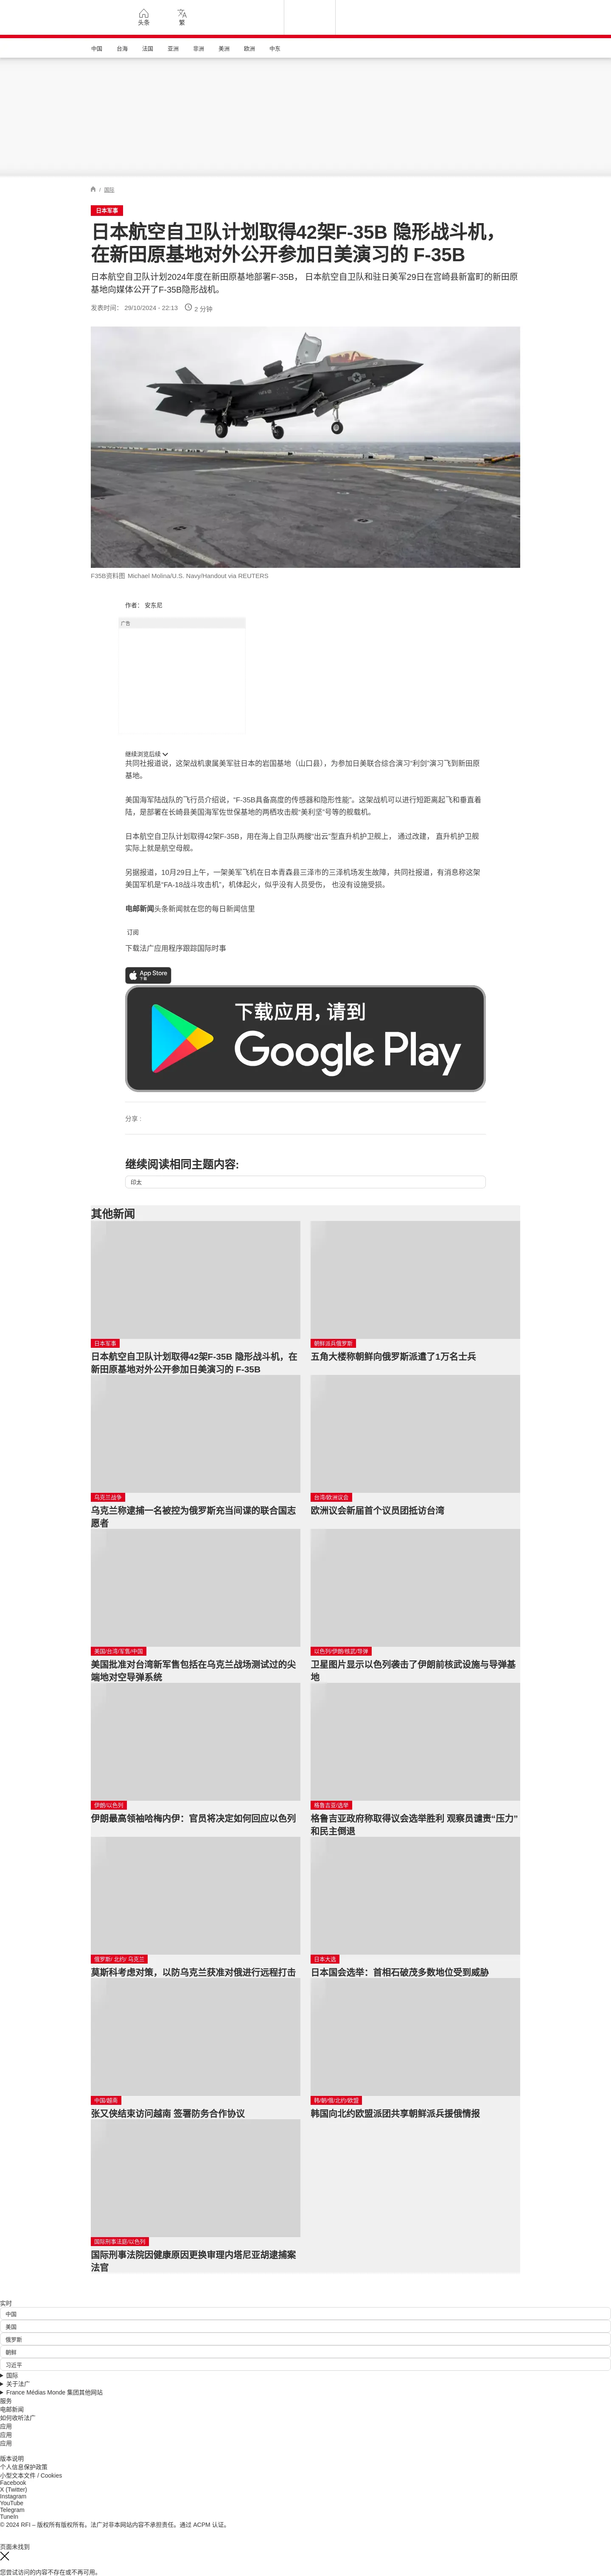 头条
繁
中国 台海 法国 亚洲 非洲 美洲 欧洲 中东
/ 国际
日本军事
日本航空自卫队计划取得42架F-35B 隐形战斗机，
在新田原基地对外公开参加日美演习的 F-35B
日本航空自卫队计划2024年度在新田原基地部署F-35B， 日本航空自卫队和驻日美军29日在宫崎县新富町的新田原
基地向媒体公开了F-35B隐形战机。
发表时间： 29/10/2024 - 22:13 2 分钟
F35B资料图 Michael Molina/U.S. Navy/Handout via REUTERS
作者： 安东尼
广告
继续浏览后续
共同社报道说，这架战机隶属美军驻日本的岩国基地（山口县），为参加日美联合综合演习“利剑”演习飞到新田原
基地。
美国海军陆战队的飞行员介绍说，“F-35B具备高度的传感器和隐形性能”。这架战机可以进行短距离起飞和垂直着
陆，是部署在长崎县美国海军佐世保基地的两栖攻击舰“美利坚”号等的舰载机。
日本航空自卫队计划取得42架F-35B，用在海上自卫队两艘“出云”型直升机护卫舰上， 通过改建， 直升机护卫舰
实际上就是航空母舰。
另据报道，10月29日上午，一架美军飞机在日本青森县三泽市的三泽机场发生故障，共同社报道，有消息称这架
美国军机是“FA-18战斗攻击机”，机体起火，似乎没有人员受伤， 也没有设施受损。
电邮新闻头条新闻就在您的每日新闻信里
订阅
下载法广应用程序跟踪国际时事
App Store
下载
下载应用，请到
Google Play
分享 :
继续阅读相同主题内容:
印太
其他新闻
日本军事
日本航空自卫队计划取得42架F-35B 隐形战斗机，在
新田原基地对外公开参加日美演习的 F-35B
朝鲜派兵俄罗斯
五角大楼称朝鲜向俄罗斯派遣了1万名士兵
乌克兰战争
乌克兰称逮捕一名被控为俄罗斯充当间谍的联合国志
愿者
台湾/欧洲议会
欧洲议会新届首个议员团抵访台湾
美国/台湾/军售/中国
美国批准对台湾新军售包括在乌克兰战场测试过的尖
端地对空导弹系统
以色列/伊朗/核武/导弹
卫星图片显示以色列袭击了伊朗前核武设施与导弹基
地
伊朗/以色列
伊朗最高领袖哈梅内伊：官员将决定如何回应以色列
格鲁吉亚/选举
格鲁吉亚政府称取得议会选举胜利 观察员谴责“压力”
和民主倒退
俄罗斯/ 北约/ 乌克兰
莫斯科考虑对策，以防乌克兰获准对俄进行远程打击
日本大选
日本国会选举：首相石破茂多数地位受到威胁
中国/越南
张又侠结束访问越南 签署防务合作协议
韩/朝/俄/北约/欧盟
韩国向北约欧盟派团共享朝鲜派兵援俄情报
国际刑事法庭/以色列
国际刑事法院因健康原因更换审理内塔尼亚胡逮捕案
法官
实时
中国
美国
俄罗斯
朝鲜
习近平
国际
关于法广
France Médias Monde 集团其他网站
服务
电邮新闻
如何收听法广
应用
应用
应用
版本说明
个人信息保护政策
小型文本文件 / Cookies
Facebook
X (Twitter)
Instagram
YouTube
Telegram
TuneIn
© 2024 RFI – 版权所有版权所有。法广对非本网站内容不承担责任。通过 ACPM 认证。
页面未找到
您尝试访问的内容不存在或不再可用。